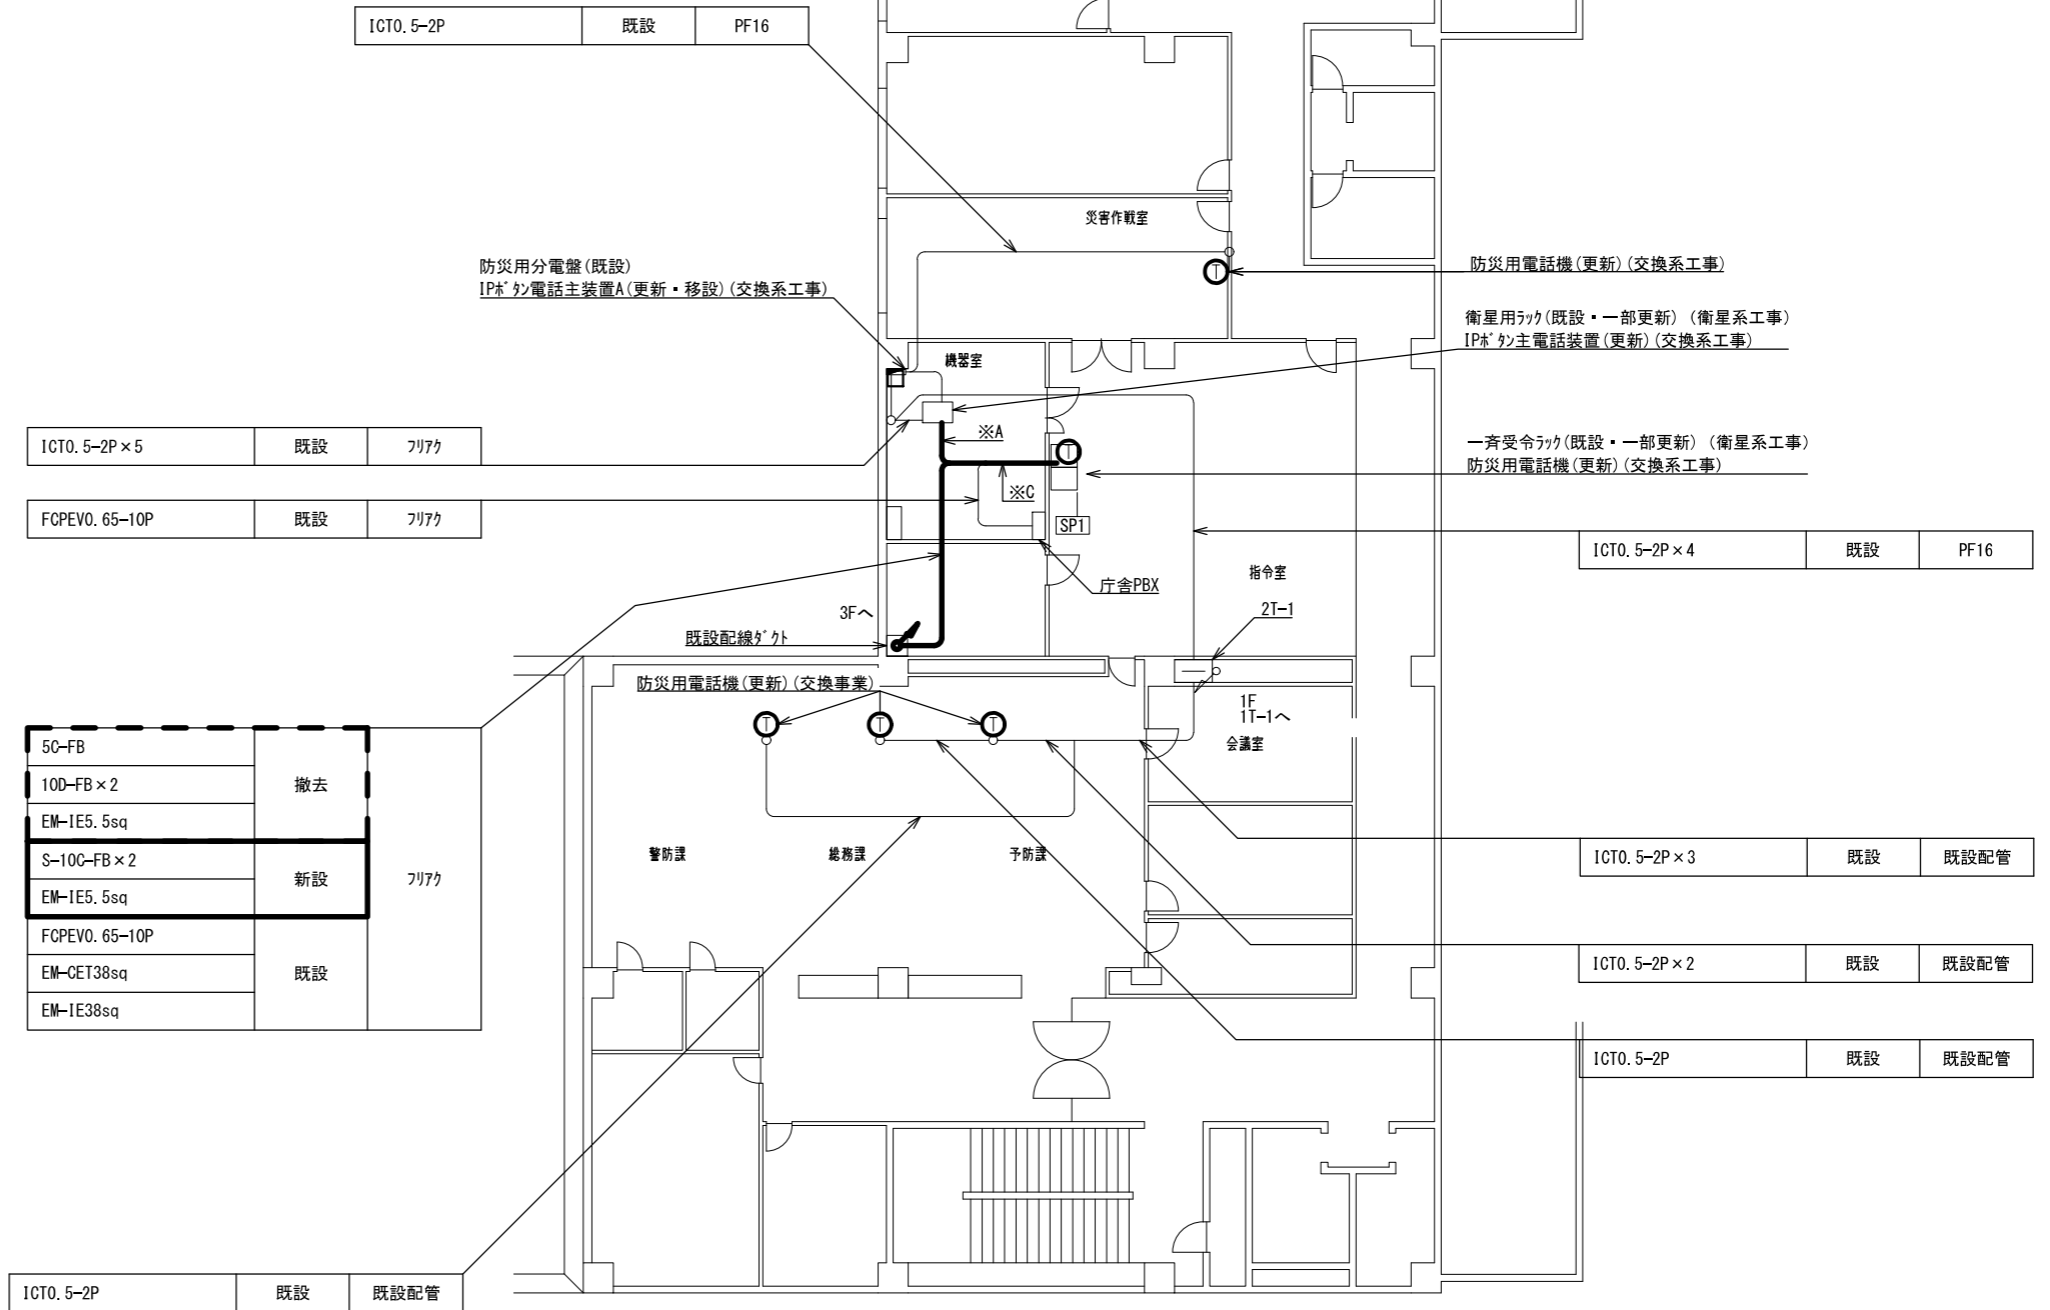 ICT0.5-2P 既設 PF16
災害作戦室
防災用分電盤(既設)
IPボタン電話主装置A(更新・移設)(交換系工事)
防災用電話機(更新)(交換系工事)
衛星用ラック(既設・一部更新) (衛星系工事)
IPボタン主電話装置(更新)(交換系工事)
機器室
※A
一斉受令ラック(既設・一部更新) (衛星系工事)
防災用電話機(更新)(交換系工事)
ICT0.5-2P×5 既設 フリアク
※C
FCPEV0.65-10P 既設 フリアク
SP1
ICT0.5-2P×4 既設 PF16
指令室
庁舎PBX
3Fへ
2T-1
既設配線ダクト
防災用電話機(更新)(交換事業)
T
T
T
T
T
1F
1T-1へ
会議室
5C-FB
10D-FB×2 撤去
EM-IE5.5sq
S-10C-FB×2
新設 フリアク
EM-IE5.5sq
FCPEV0.65-10P
EM-CET38sq 既設
EM-IE38sq
警防課 総務課 予防課
ICT0.5-2P×3 既設 既設配管
ICT0.5-2P×2 既設 既設配管
ICT0.5-2P 既設 既設配管
ICT0.5-2P 既設 既設配管